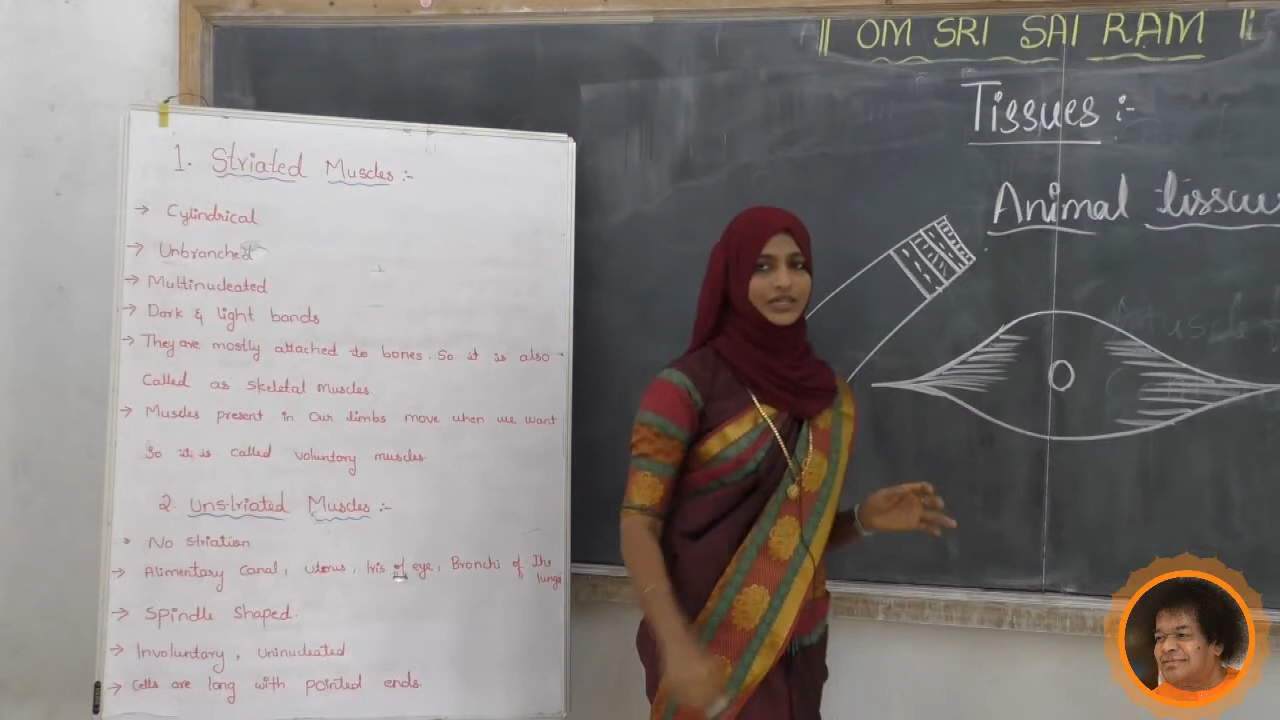 1. Striated Muscles :-
→ Cylindrical
→ Unbranched
→ Multinucleated
→ Dark & light bands
→ They are mostly attached to bones. So it is also
Called as skeletal muscles.
→ Muscles present in our limbs move when we want
So it is called voluntary muscles.
2. Unstriated Muscles :-
→ No striation
→ Alimentary Canal, uterus, Iris of eye, Bronchi of the
lungs
→ Spindle shaped.
→ Involuntary, Uninucleated
→ Cells are long with pointed ends
|| OM SRI SAI RAM ||
Tissues :-
Animal tissue